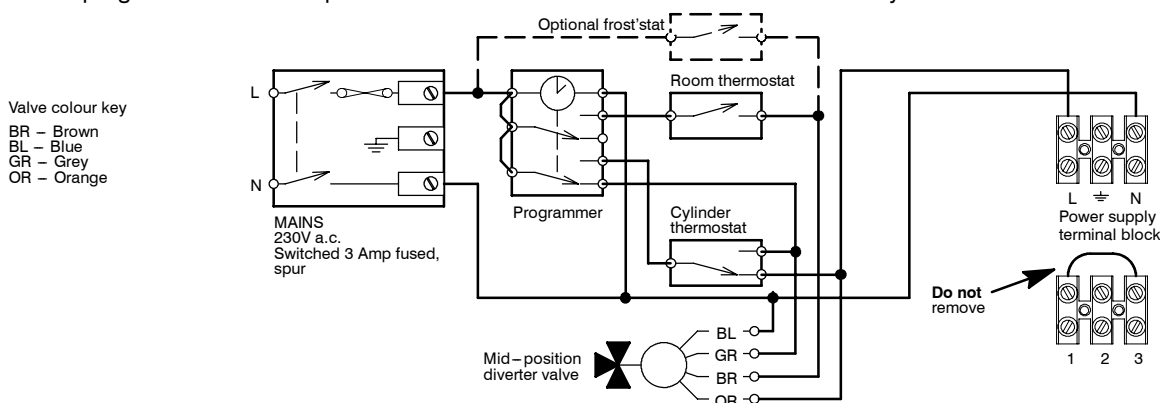 Optional frost'stat
Room thermostat
L
Valve colour key
BR – Brown
BL – Blue
GR – Grey
OR – Orange
N
Programmer
Cylinder
thermostat
MAINS
230V a.c.
Switched 3 Amp fused,
spur
L N
Power supply
terminal block
Do not
remove
BL
GR
BR
OR
Mid–position
diverter valve
1 2 3